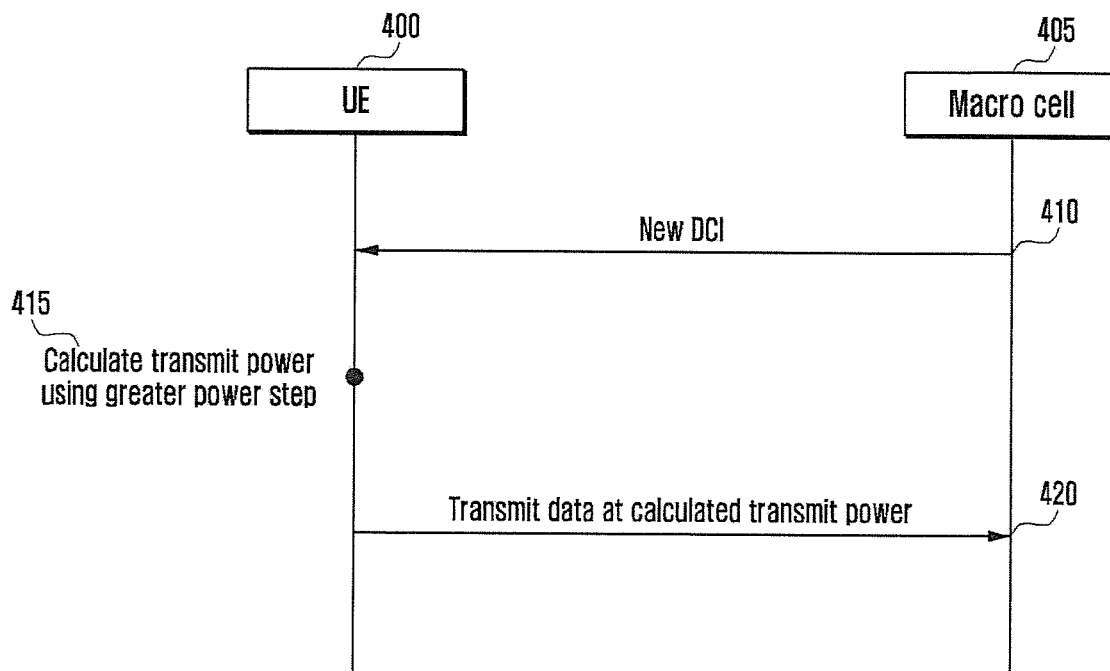 400
405
UE
Macro cell
New DCI
410
415
Calculate transmit power
using greater power step
Transmit data at calculated transmit power
420